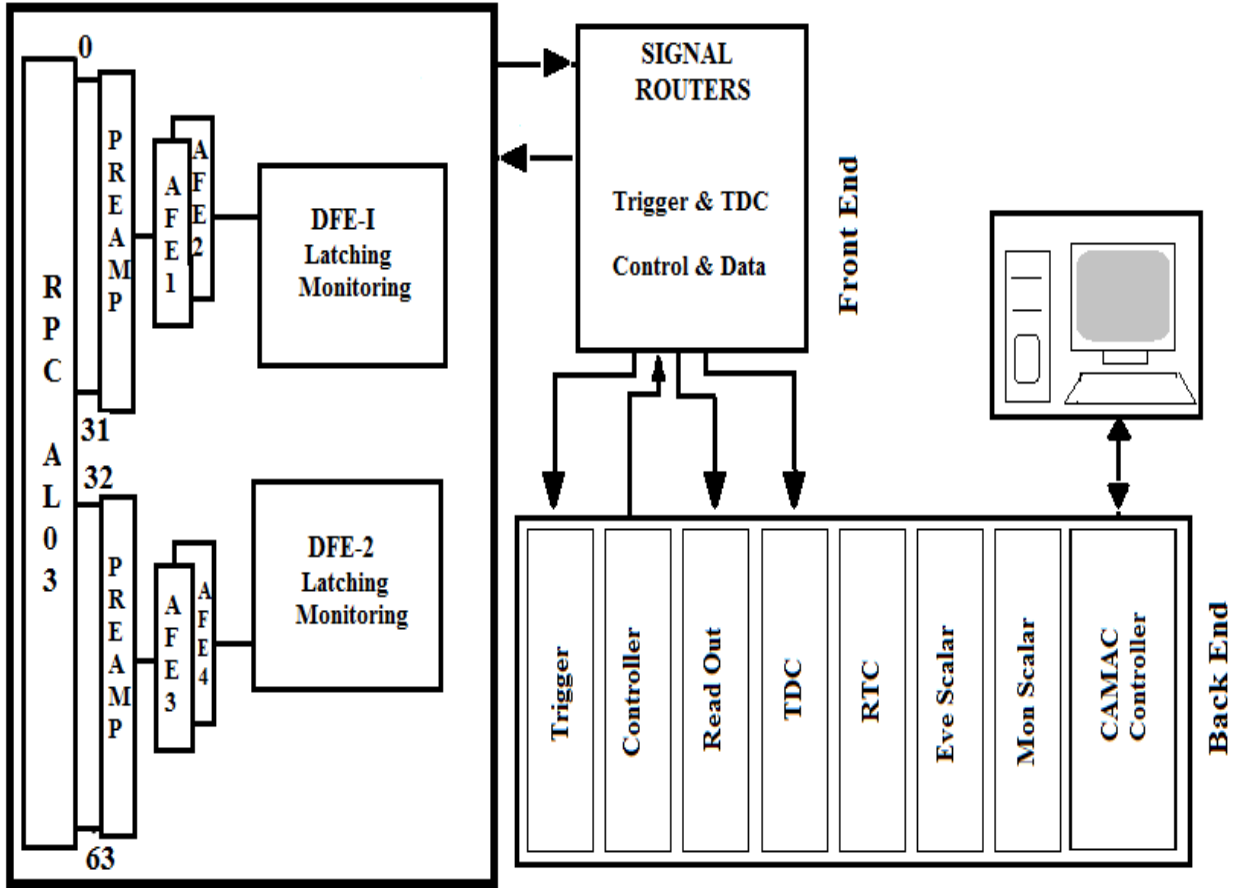 0
RPC AL03
PREAMP
AFE1
AFE2
DFE-1
Latching
Monitoring
31
32
PREAMP
AFE3
AFE4
DFE-2
Latching
Monitoring
63
SIGNAL
ROUTERS
Trigger & TDC
Control & Data
Front End
Trigger
Controller
Read Out
TDC
RTC
Eve Scalar
Mon Scalar
CAMAC
Controller
Back End